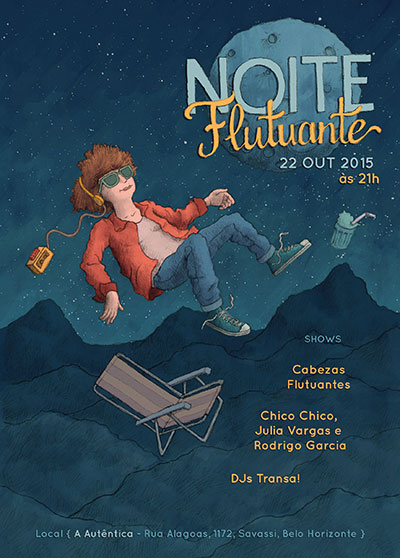 NOITE
Flutuante
22 OUT 2015
às 21h
SHOWS
Cabezas
Flutuantes
Chico Chico,
Julia Vargas e
Rodrigo Garcia
DJs Transa!
Local { A Autêntica - Rua Alagoas, 1172, Savassi, Belo Horizonte }